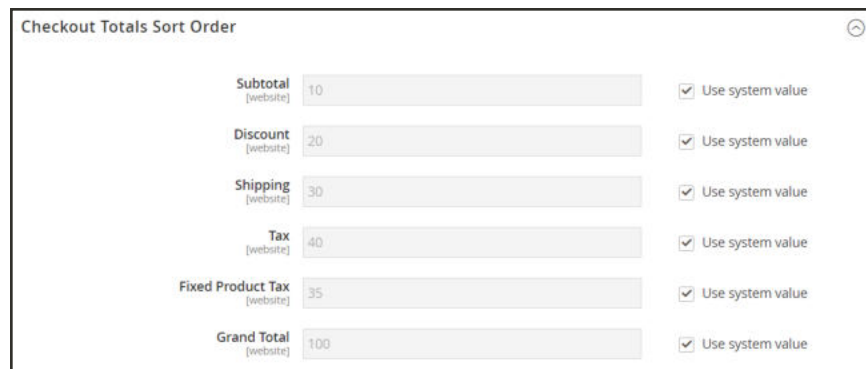 Checkout Totals Sort Order
Subtotal
[website]
10
Use system value
Discount
[website]
20
Use system value
Shipping
[website]
30
Use system value
Tax
[website]
40
Use system value
Fixed Product Tax
[website]
35
Use system value
Grand Total
[website]
100
Use system value